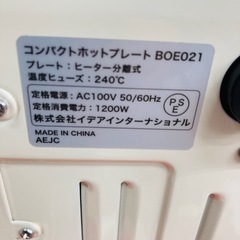 コンパクトホットプレート BOE021
プレート：ヒーター分離式
温度ヒューズ：240℃
定格電源：AC100V 50/60Hz
定格消費電力：1200W
株式会社イデアインターナショナル
MADE IN CHINA
AEJC
PSE